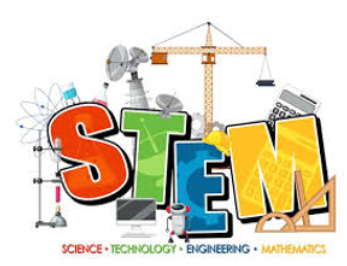 STEM
SCIENCE • TECHNOLOGY • ENGINEERING • MATHEMATICS